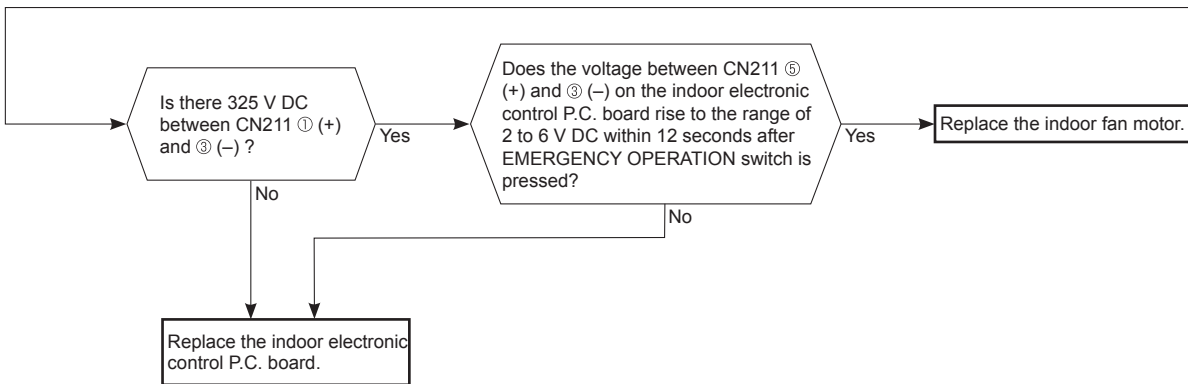 Is there 325 V DC
between CN211 ① (+)
and ③ (–) ?
Yes
No
Does the voltage between CN211 ⑤
(+) and ③ (–) on the indoor electronic
control P.C. board rise to the range of
2 to 6 V DC within 12 seconds after
EMERGENCY OPERATION switch is
pressed?
Yes
No
Replace the indoor fan motor.
Replace the indoor electronic
control P.C. board.